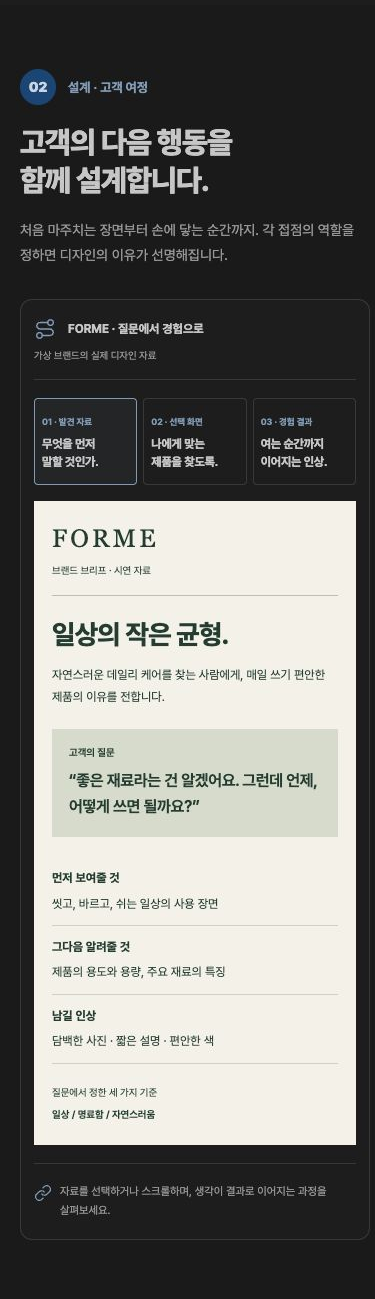 02
설계 · 고객 여정
고객의 다음 행동을
함께 설계합니다.
처음 마주치는 장면부터 손에 닿는 순간까지. 각 접점의 역할을
정하면 디자인의 이유가 선명해집니다.
FORME · 질문에서 경험으로
가상 브랜드의 실제 디자인 자료
01 · 발견 자료
무엇을 먼저
말할 것인가.
02 · 선택 화면
나에게 맞는
제품을 찾도록.
03 · 경험 결과
여는 순간까지
이어지는 인상.
FORME
브랜드 브리프 · 시연 자료
일상의 작은 균형.
자연스러운 데일리 케어를 찾는 사람에게, 매일 쓰기 편안한
제품의 이유를 전합니다.
고객의 질문
“좋은 재료라는 건 알겠어요. 그런데 언제,
어떻게 쓰면 될까요?”
먼저 보여줄 것
씻고, 바르고, 쉬는 일상의 사용 장면
그다음 알려줄 것
제품의 용도와 용량, 주요 재료의 특징
남길 인상
담백한 사진 · 짧은 설명 · 편안한 색
질문에서 정한 세 가지 기준
일상 / 명료함 / 자연스러움
자료를 선택하거나 스크롤하며, 생각이 결과로 이어지는 과정을
살펴보세요.